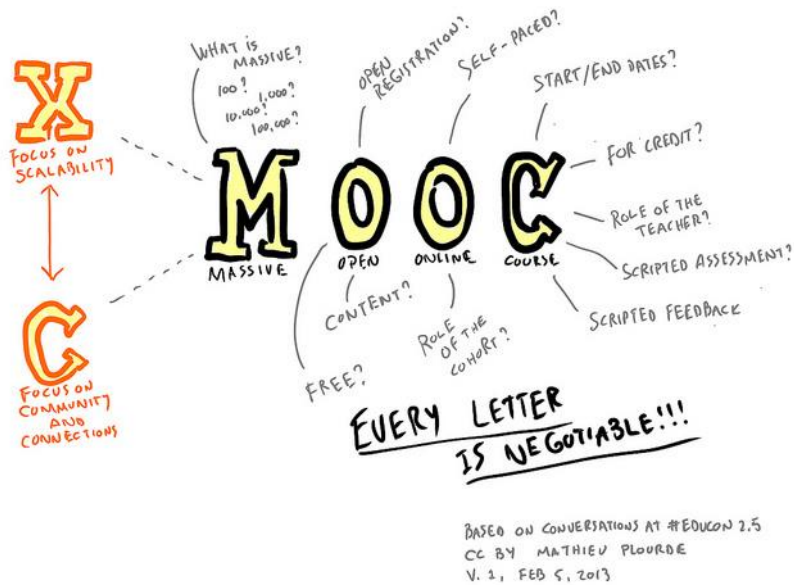 X
FOCUS ON
SCALABILITY
C
FOCUS ON
COMMUNITY
AND
CONNECTIONS
WHAT IS
MASSIVE?
100?
1,000?
10,000?
100,000?
OPEN
REGISTRATION?
SELF-PACED?
START/END DATES?
FOR CREDIT?
MOOC
MASSIVE OPEN ONLINE COURSE
ROLE OF THE
TEACHER?
SCRIPTED ASSESSMENT?
SCRIPTED FEEDBACK
FREE?
CONTENT?
ROLE
OF THE
COHORT?
EVERY LETTER
IS NEGOTIABLE!!!
BASED ON CONVERSATIONS AT #EDUCON 2.5
CC BY MATHIEU PLOURDE
V. 1, FEB 5, 2013